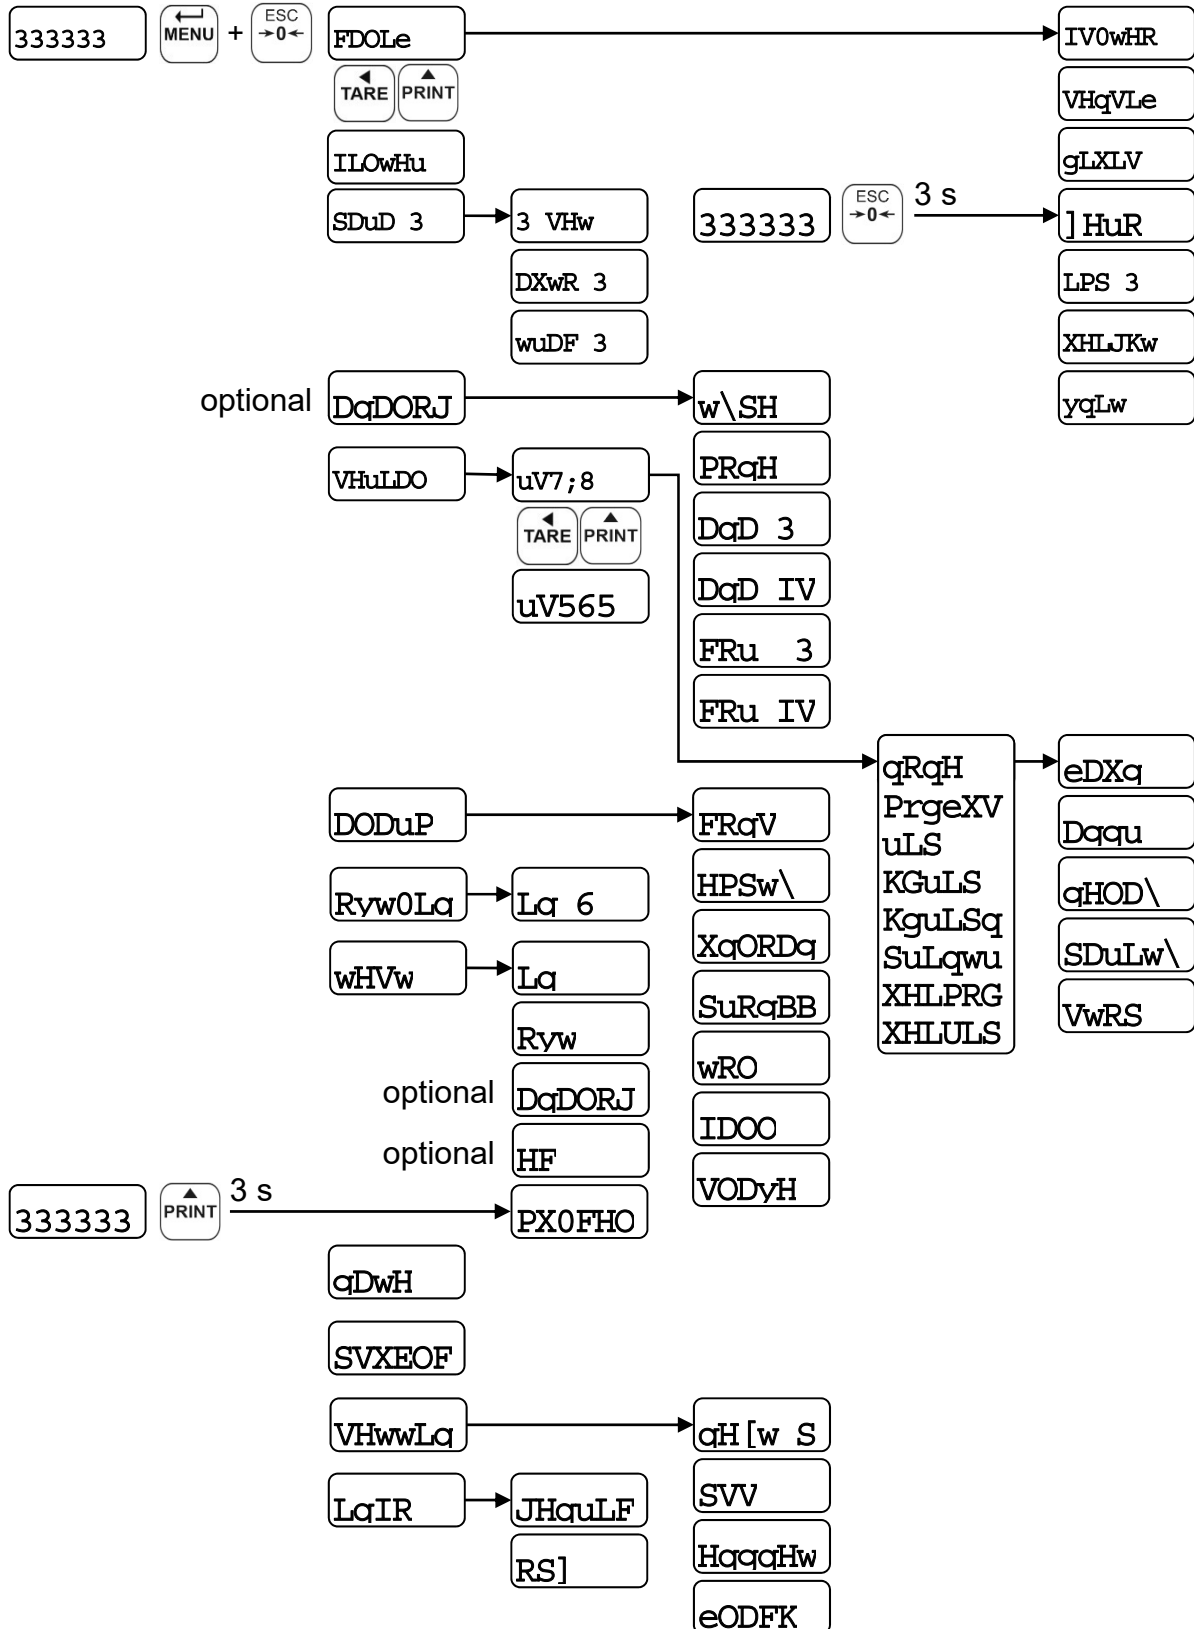 333333 MENU + ESC →0← FDOLe IV0wHR
TARE PRINT VHqVLe
ILOwHu gLXLV
SDuD 3 3 VHw 333333 ESC →0← 3 s ]HuR
DXwR 3 LPS 3
wuDF 3 XHLJKw
optional DqDORJ w\SH yqLw
VHuLDO uV7;8 PRqH
TARE PRINT DqD 3
uV565 DqD IV
FRu 3
FRu IV
qRqH eDXq
PrgeXV
DODuP FRqV uLS Dqqu
HPSw\ KGuLS qHOD\
Ryw0Lq Lq 6 KguLSq
XqORDq SuLqwu SDuLw\
wHVw Lq XHLPRG
SuRqBB XHLULS VwRS
Ryw wRO
optional DqDORJ IDOO
optional HF VODyH
333333 PRINT 3 s PX0FHO
qDwH
SVXEOF
VHwwLq qH[w S
LqIR JHquLF SVV
RS] HqqqHw
eODFK